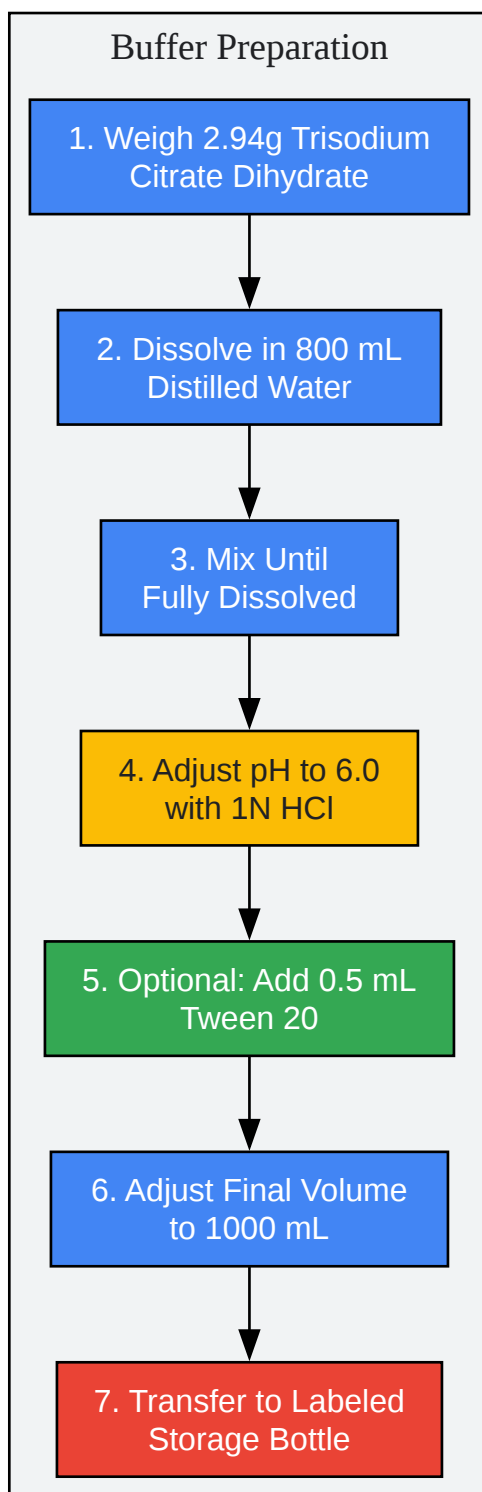 Buffer Preparation
1. Weigh 2.94g Trisodium
Citrate Dihydrate
2. Dissolve in 800 mL
Distilled Water
3. Mix Until
Fully Dissolved
4. Adjust pH to 6.0
with 1N HCl
5. Optional: Add 0.5 mL
Tween 20
6. Adjust Final Volume
to 1000 mL
7. Transfer to Labeled
Storage Bottle